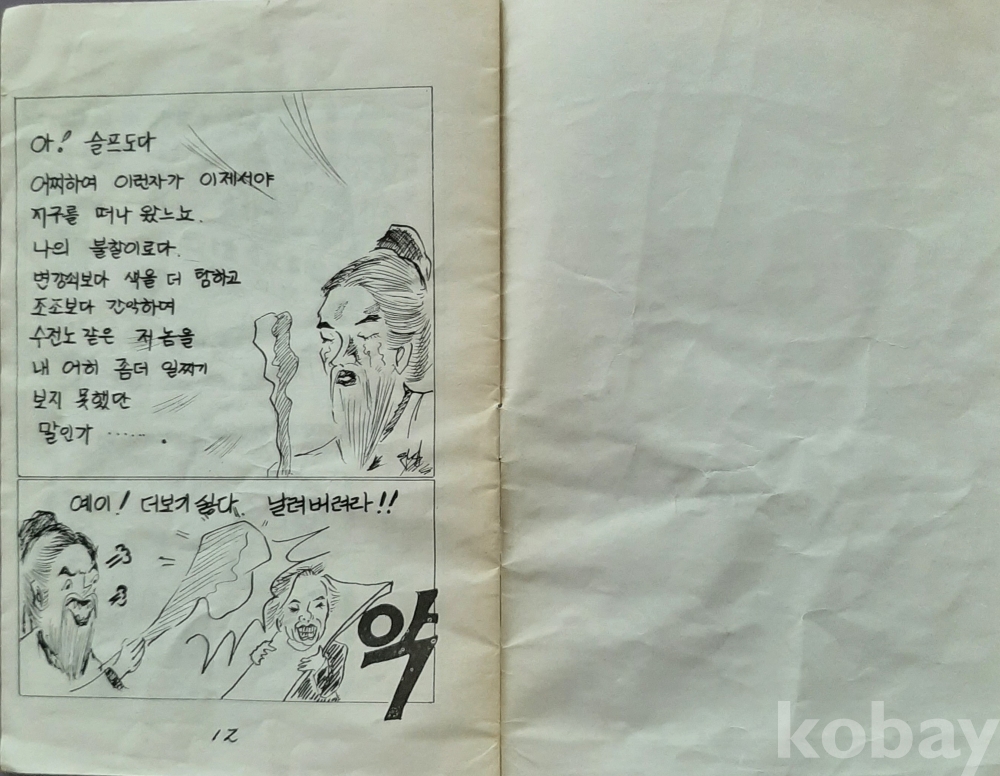 아! 슬프도다
어찌하여 이런자가 이제서야
지구를 떠나 왔느뇨.
나의 불찰이로다.
변강쇠보다 색을 더 탐하고
조조보다 간악하며
수전노 같은 저놈을
내 어히 좀더 일찌기
보지 못했단
말인가 ······ .
예이! 더보기 싫다. 날려버려라!!
악
12
kobay